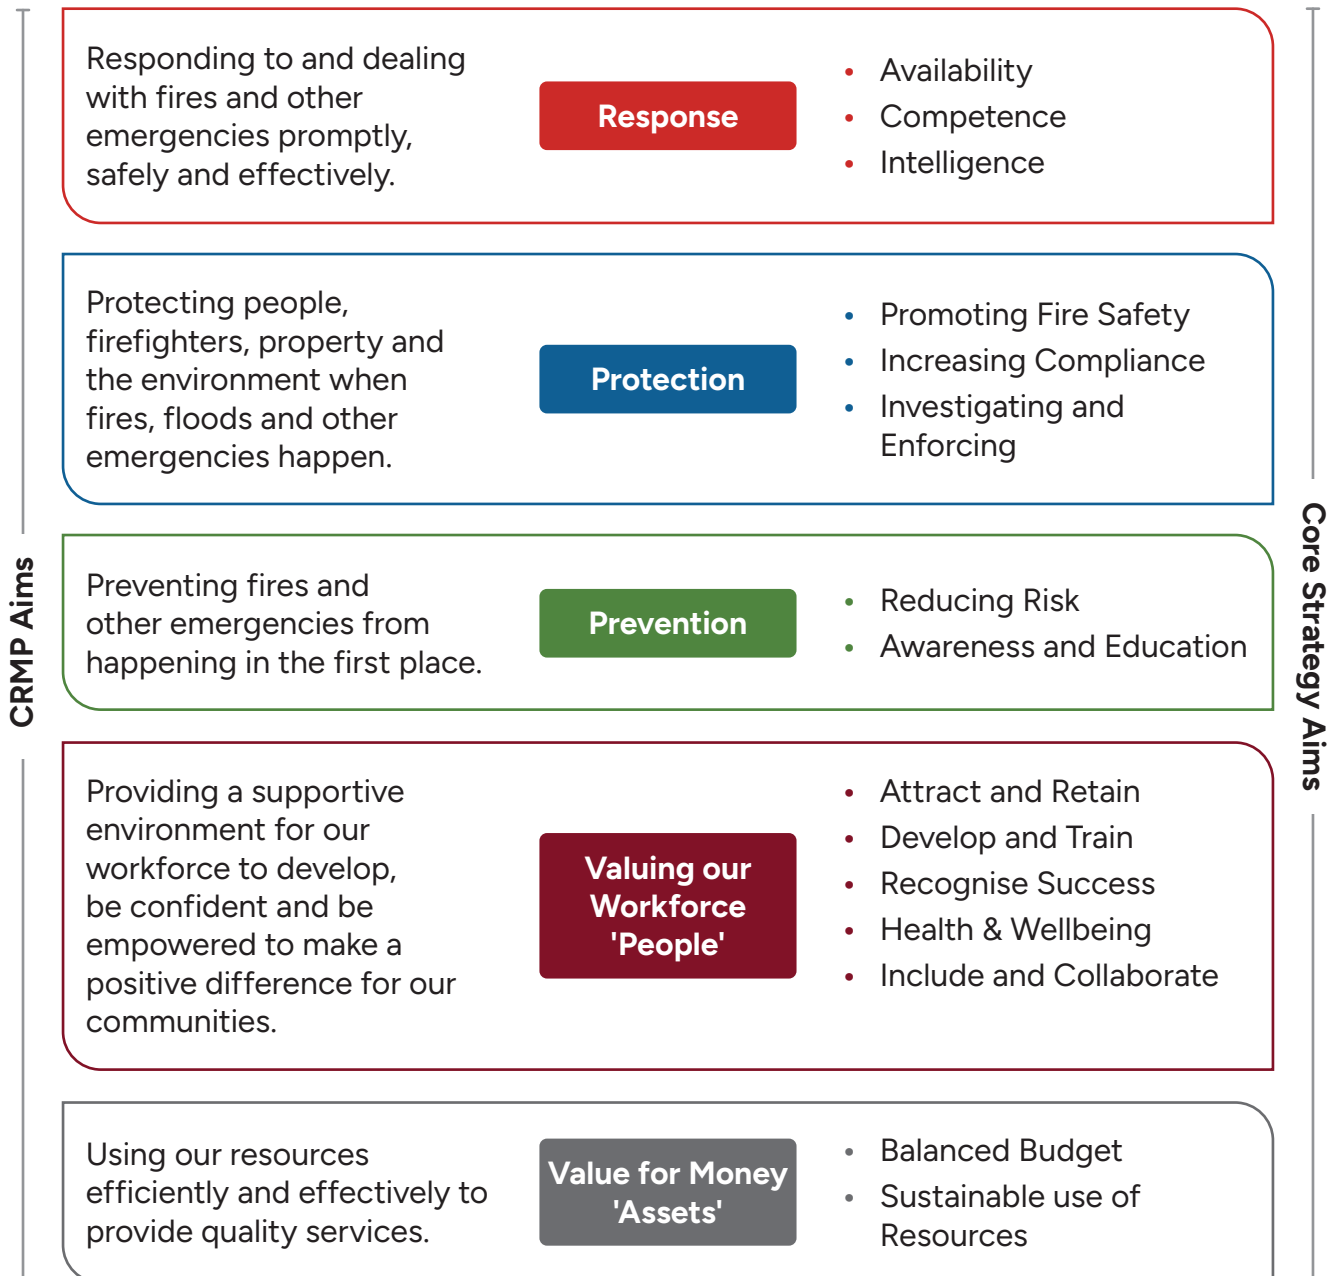 CRMP Aims
Responding to and dealing
with fires and other
emergencies promptly,
safely and effectively.
Response
• Availability
• Competence
• Intelligence
Protecting people,
firefighters, property and
the environment when
fires, floods and other
emergencies happen.
Protection
• Promoting Fire Safety
• Increasing Compliance
• Investigating and
Enforcing
Preventing fires and
other emergencies from
happening in the first place.
Prevention
• Reducing Risk
• Awareness and Education
Providing a supportive
environment for our
workforce to develop,
be confident and be
empowered to make a
positive difference for our
communities.
Valuing our
Workforce
'People'
• Attract and Retain
• Develop and Train
• Recognise Success
• Health & Wellbeing
• Include and Collaborate
Using our resources
efficiently and effectively to
provide quality services.
Value for Money
'Assets'
• Balanced Budget
• Sustainable use of
Resources
Core Strategy Aims